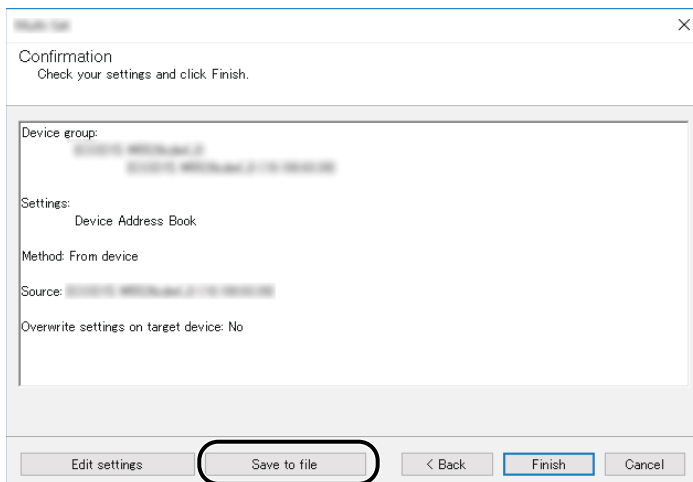 Confirmation
Check your settings and click Finish.
Device group:
Settings:
Device Address Book
Method: From device
Source:
Overwrite settings on target device: No
Edit settings
Save to file
< Back
Finish
Cancel